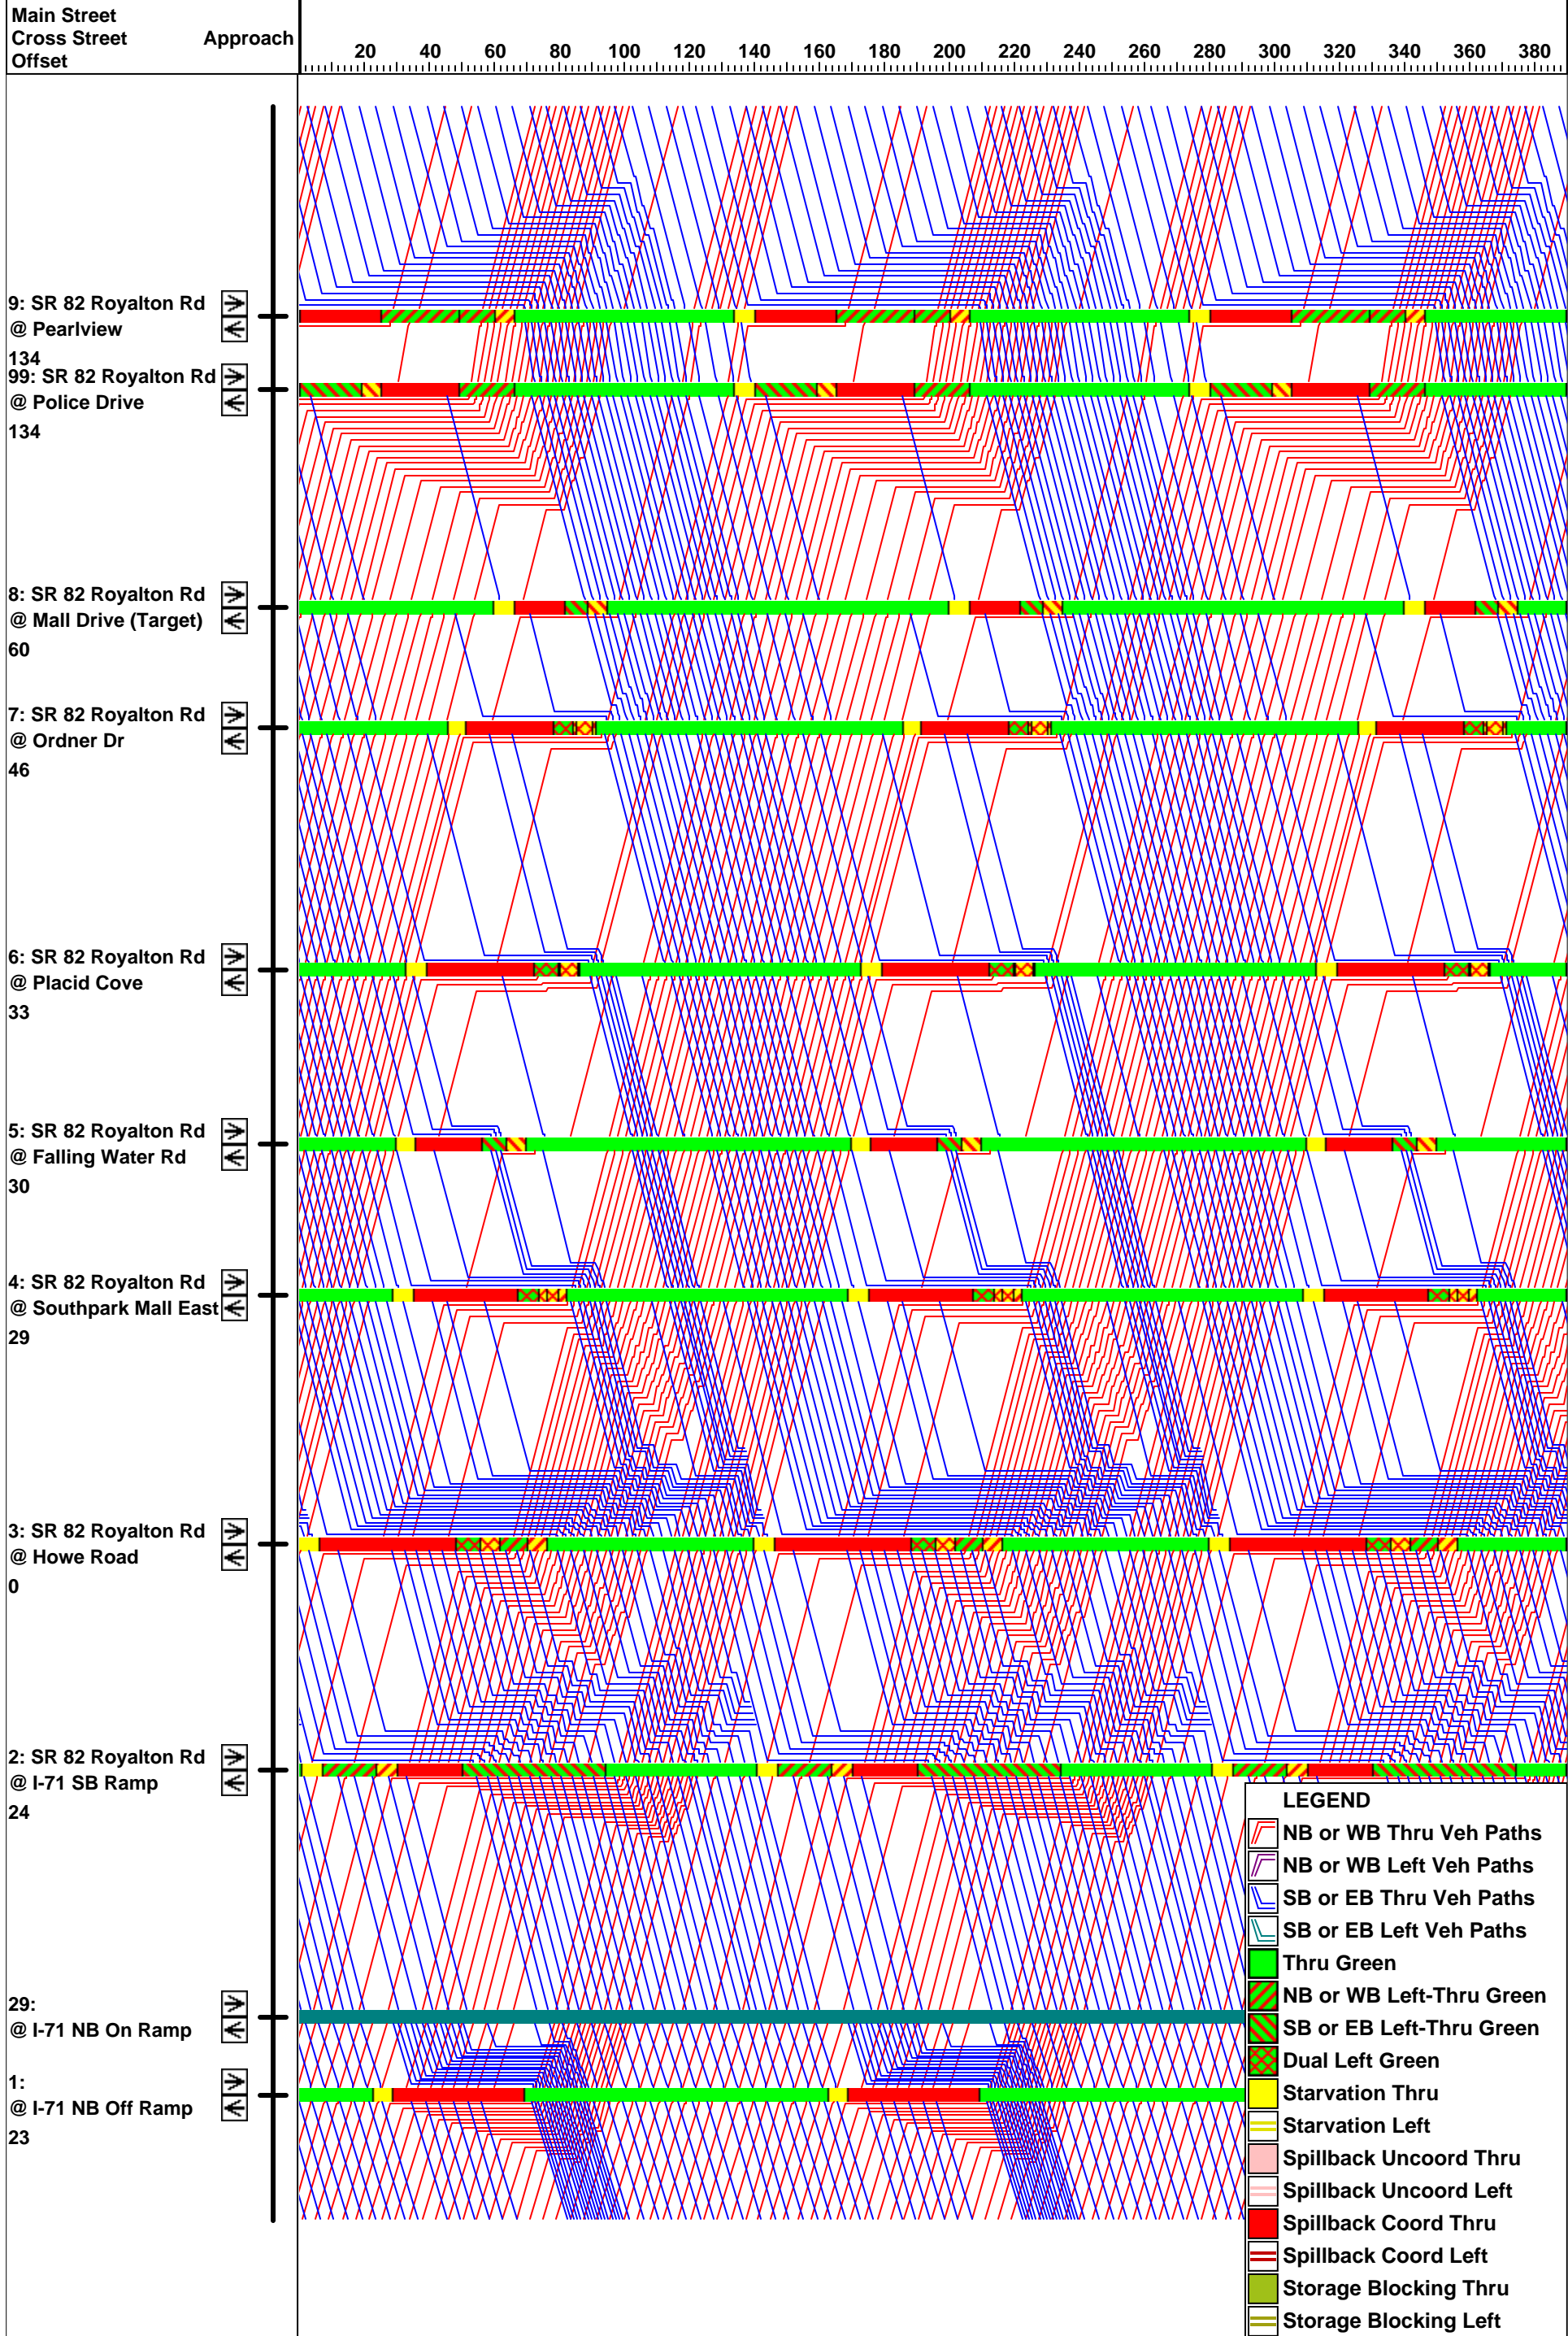 Main Street
Cross Street Approach
Offset
20 40 60 80 100 120 140 160 180 200 220 240 260 280 300 320 340 360 380
9: SR 82 Royalton Rd
@ Pearlview
134
99: SR 82 Royalton Rd
@ Police Drive
134
8: SR 82 Royalton Rd
@ Mall Drive (Target)
60
7: SR 82 Royalton Rd
@ Ordner Dr
46
6: SR 82 Royalton Rd
@ Placid Cove
33
5: SR 82 Royalton Rd
@ Falling Water Rd
30
4: SR 82 Royalton Rd
@ Southpark Mall East
29
3: SR 82 Royalton Rd
@ Howe Road
0
2: SR 82 Royalton Rd
@ I-71 SB Ramp
24
29:
@ I-71 NB On Ramp
1:
@ I-71 NB Off Ramp
23
LEGEND
NB or WB Thru Veh Paths
NB or WB Left Veh Paths
SB or EB Thru Veh Paths
SB or EB Left Veh Paths
Thru Green
NB or WB Left-Thru Green
SB or EB Left-Thru Green
Dual Left Green
Starvation Thru
Starvation Left
Spillback Uncoord Thru
Spillback Uncoord Left
Spillback Coord Thru
Spillback Coord Left
Storage Blocking Thru
Storage Blocking Left